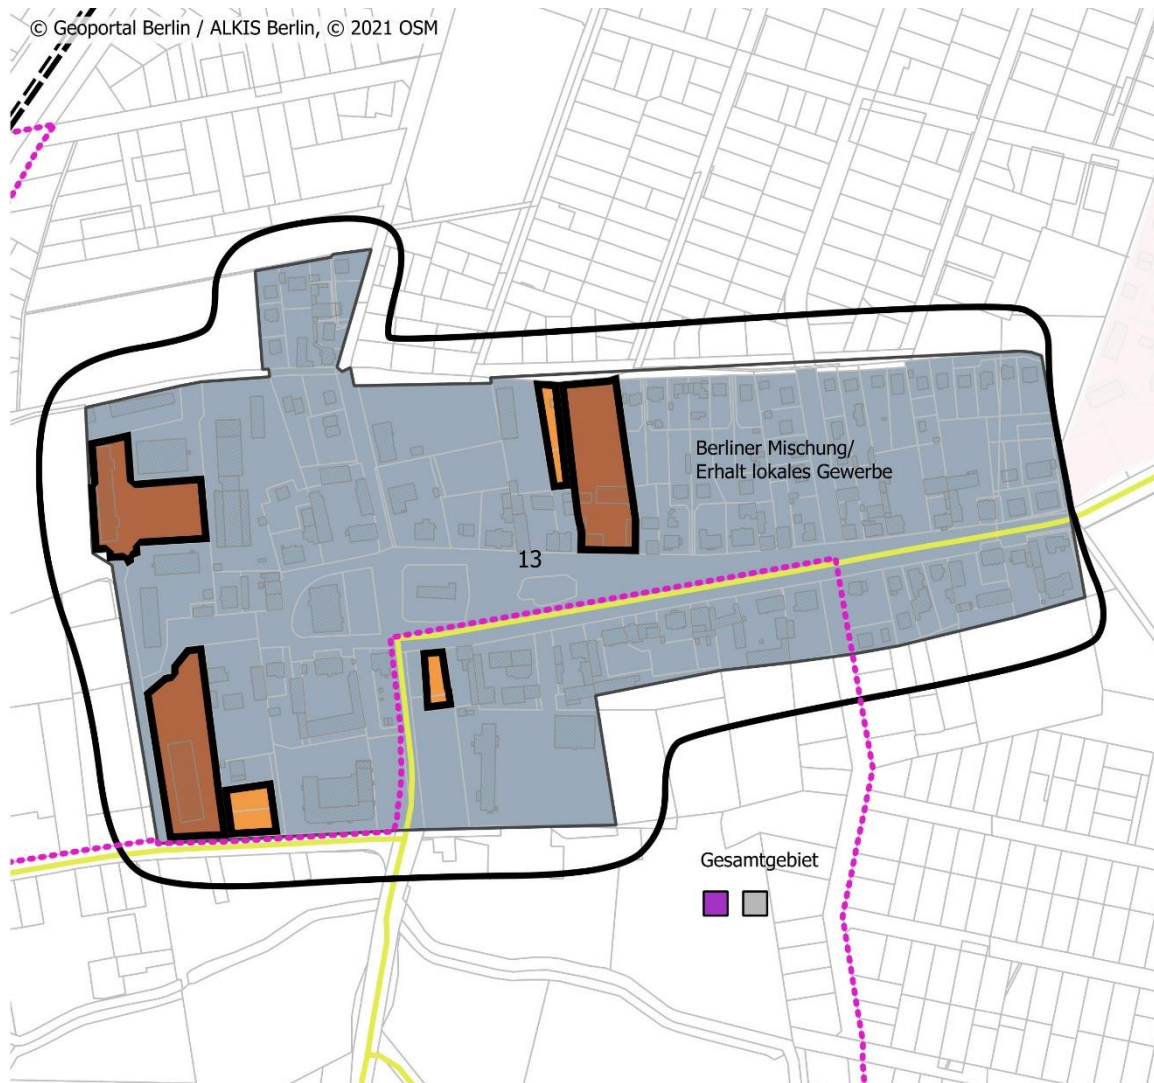 © Geoportal Berlin / ALKIS Berlin, © 2021 OSM
Berliner Mischung/
Erhalt lokales Gewerbe
13
Gesamtgebiet